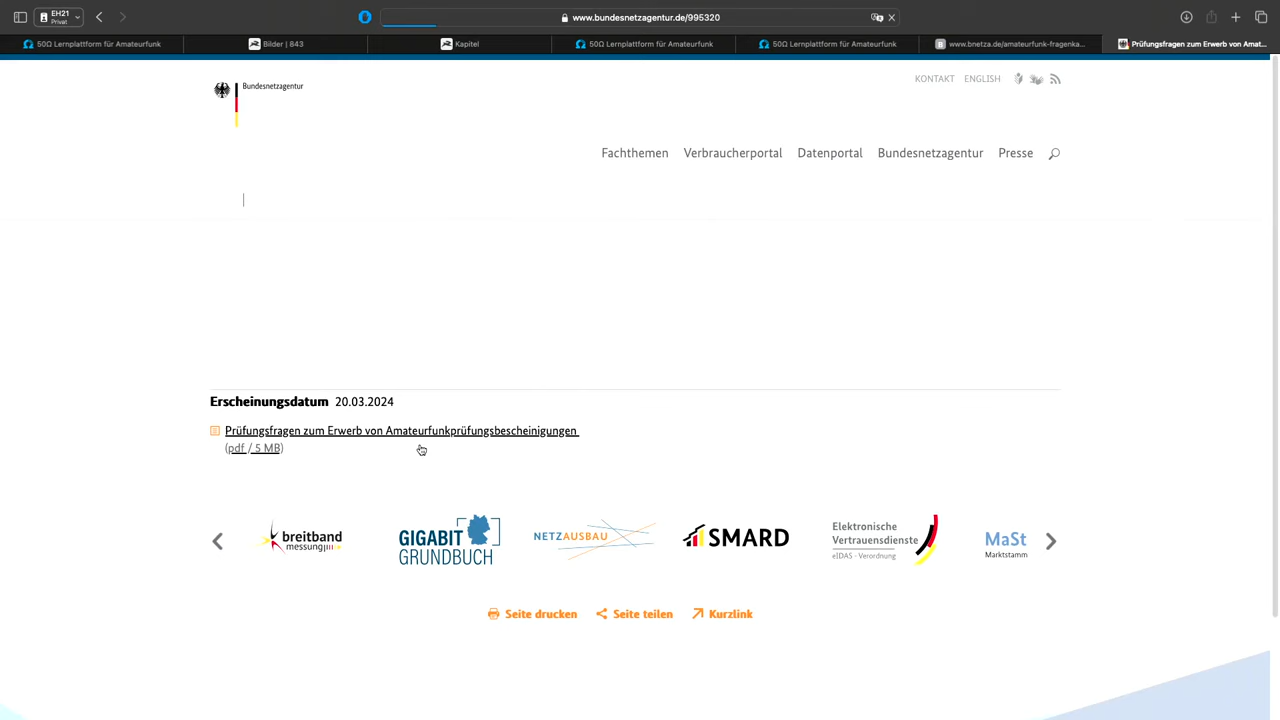 EH21
Privat
www.bundesnetzagentur.de/995320
50Ω Lernplattform für Amateurfunk
Bilder | 843
Kapitel
50Ω Lernplattform für Amateurfunk
50Ω Lernplattform für Amateurfunk
www.bnetza.de/amateurfunk-fragenka...
Prüfungsfragen zum Erwerb von Amat...
Bundesnetzagentur
KONTAKT ENGLISH
Fachthemen Verbraucherportal Datenportal Bundesnetzagentur Presse
Erscheinungsdatum 20.03.2024
Prüfungsfragen zum Erwerb von Amateurfunkprüfungsbescheinigungen
(pdf / 5 MB)
breitband
messung
GIGABIT
GRUNDBUCH
NETZAUSBAU
SMARD
Elektronische
Vertrauensdienste
eIDAS - Verordnung
MaSt
Marktstamm
Seite drucken Seite teilen Kurzlink